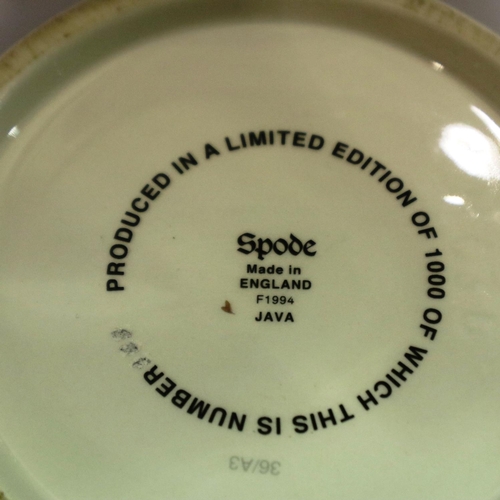 PRODUCED IN A LIMITED EDITION OF 1000 OF WHICH THIS IS NUMBER
Spode
Made in
ENGLAND
F1994
JAVA
36/A3